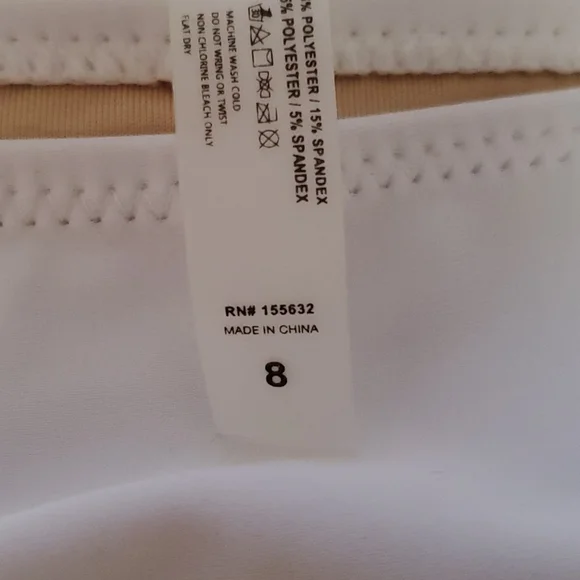 % POLYESTER / 15% SPANDEX
% POLYESTER / 5% SPANDEX
MACHINE WASH COLD
DO NOT WRING OR TWIST
NON CHLORINE BLEACH ONLY
FLAT DRY
RN# 155632
MADE IN CHINA
8